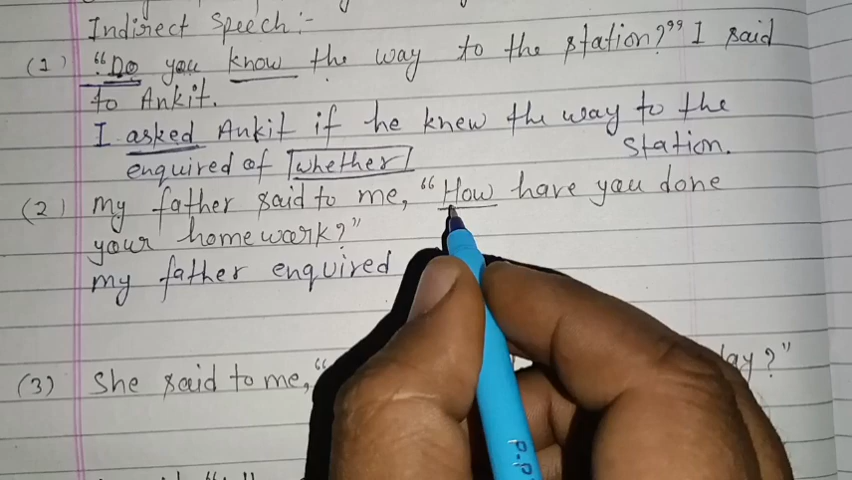 Indirect Speech:-
(1) "Do you know the way to the station?" I said
to Ankit.
I asked Ankit if he knew the way to the
station.
enquired of whether
(2) My father said to me, "How have you done
your homework?"
My father enquired
(3) She said to me, " day?"